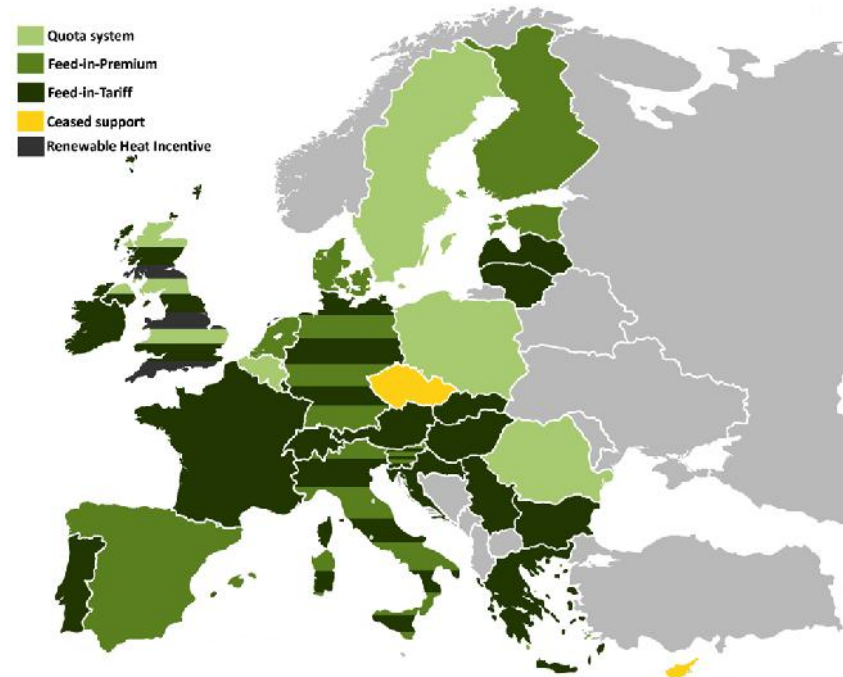 Quota system
Feed-in-Premium
Feed-in-Tariff
Ceased support
Renewable Heat Incentive